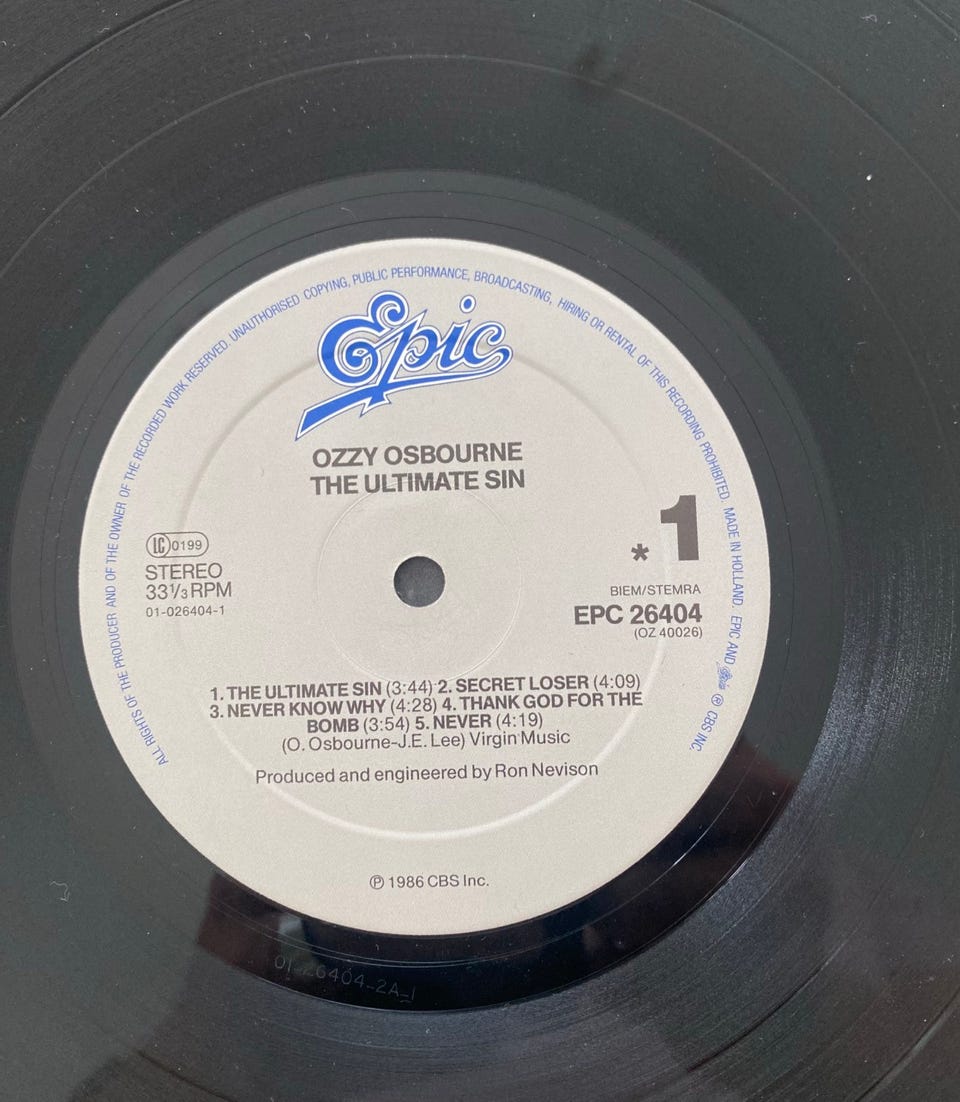 ALL RIGHTS OF THE PRODUCER AND OF THE OWNER OF THE RECORDED WORK RESERVED. UNAUTHORISED COPYING, PUBLIC PERFORMANCE, BROADCASTING, HIRING OR RENTAL OF THIS RECORDING PROHIBITED. MADE IN HOLLAND. EPIC AND Epic ℗ CBS INC.
Epic
OZZY OSBOURNE
THE ULTIMATE SIN
LC 0199
STEREO
33 1/3 RPM
01-026404-1
* 1
BIEM/STEMRA
EPC 26404
(OZ 40026)
1. THE ULTIMATE SIN (3:44) 2. SECRET LOSER (4:09)
3. NEVER KNOW WHY (4:28) 4. THANK GOD FOR THE
BOMB (3:54) 5. NEVER (4:19)
(O. Osbourne-J.E. Lee) Virgin Music
Produced and engineered by Ron Nevison
℗ 1986 CBS Inc.
01-26404-2A-1